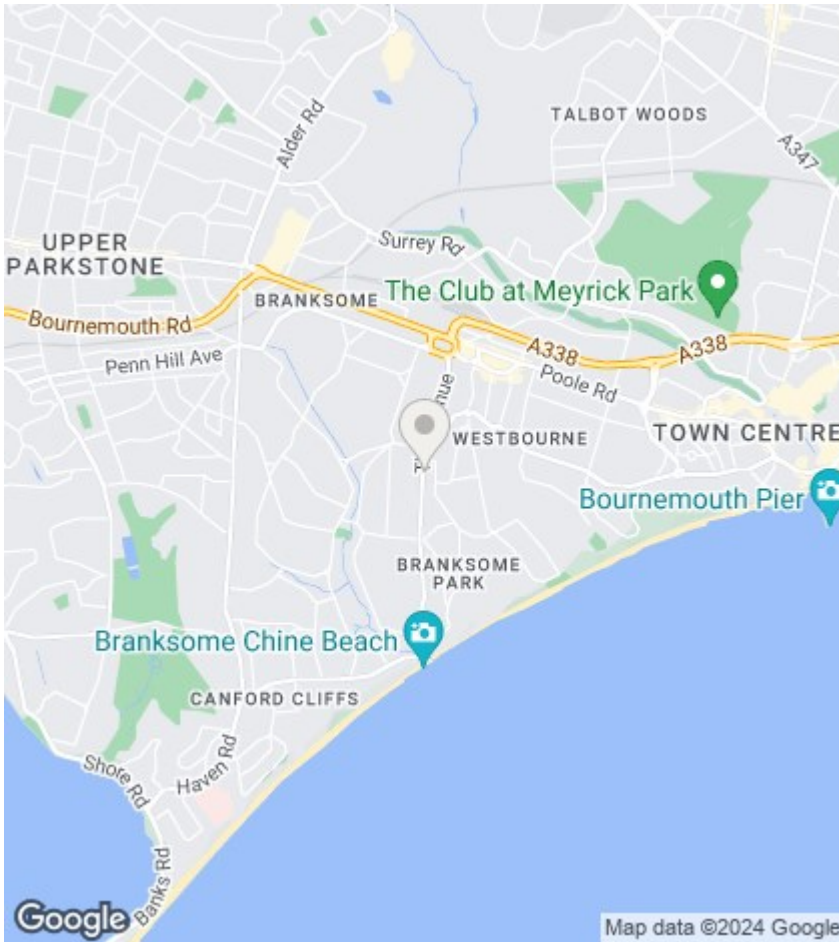 TALBOT WOODS
Alder Rd
A347
UPPER
PARKSTONE
Surrey Rd
The Club at Meyrick Park
BRANKSOME
Bournemouth Rd
A338
A338
Penn Hill Ave
Poole Rd
WESTBOURNE
TOWN CENTRE
Bournemouth Pier
BRANKSOME
PARK
Branksome Chine Beach
CANFORD CLIFFS
Shore Rd
Haven Rd
Banks Rd
Google
Map data ©2024 Google